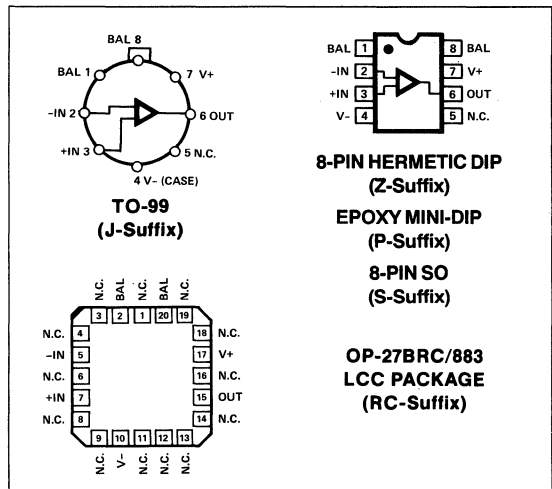 BAL 8
BAL 1
7 V+
-IN 2
6 OUT
+IN 3
5 N.C.
4 V- (CASE)
TO-99
(J-Suffix)
BAL 1 8 BAL
-IN 2 7 V+
+IN 3 6 OUT
V- 4 5 N.C.
8-PIN HERMETIC DIP
(Z-Suffix)
EPOXY MINI-DIP
(P-Suffix)
8-PIN SO
(S-Suffix)
N.C. BAL N.C. BAL N.C.
3 2 1 20 19
N.C. 4 18 N.C.
-IN 5 17 V+
N.C. 6 16 N.C.
+IN 7 15 OUT
N.C. 8 14 N.C.
9 10 11 12 13
N.C. V- N.C. N.C. N.C.
OP-27BRC/883
LCC PACKAGE
(RC-Suffix)